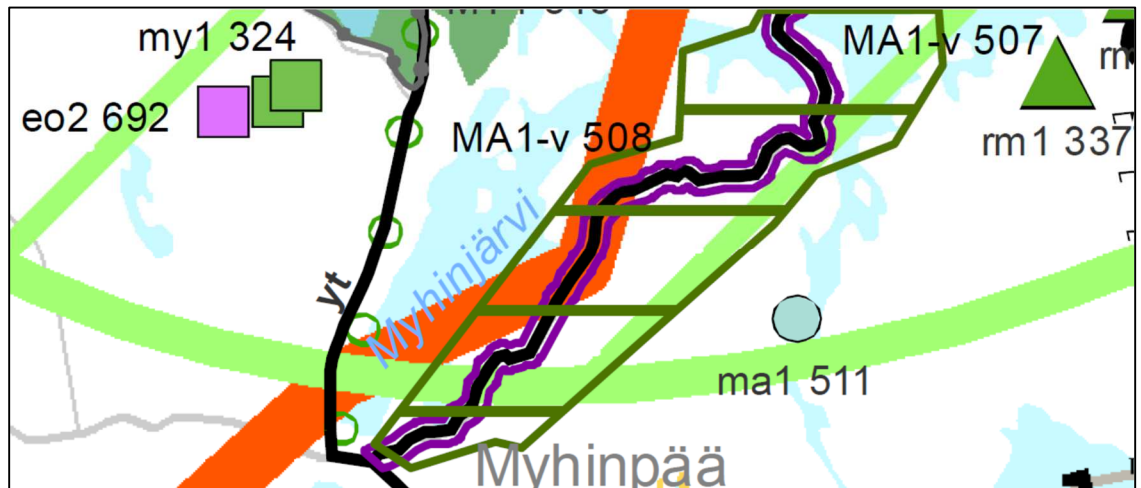 my1 324
MA1-v 507
eo2 692
MA1-v 508
rm1 337
Myhinjärvi
yt
ma1 511
Myhinpää